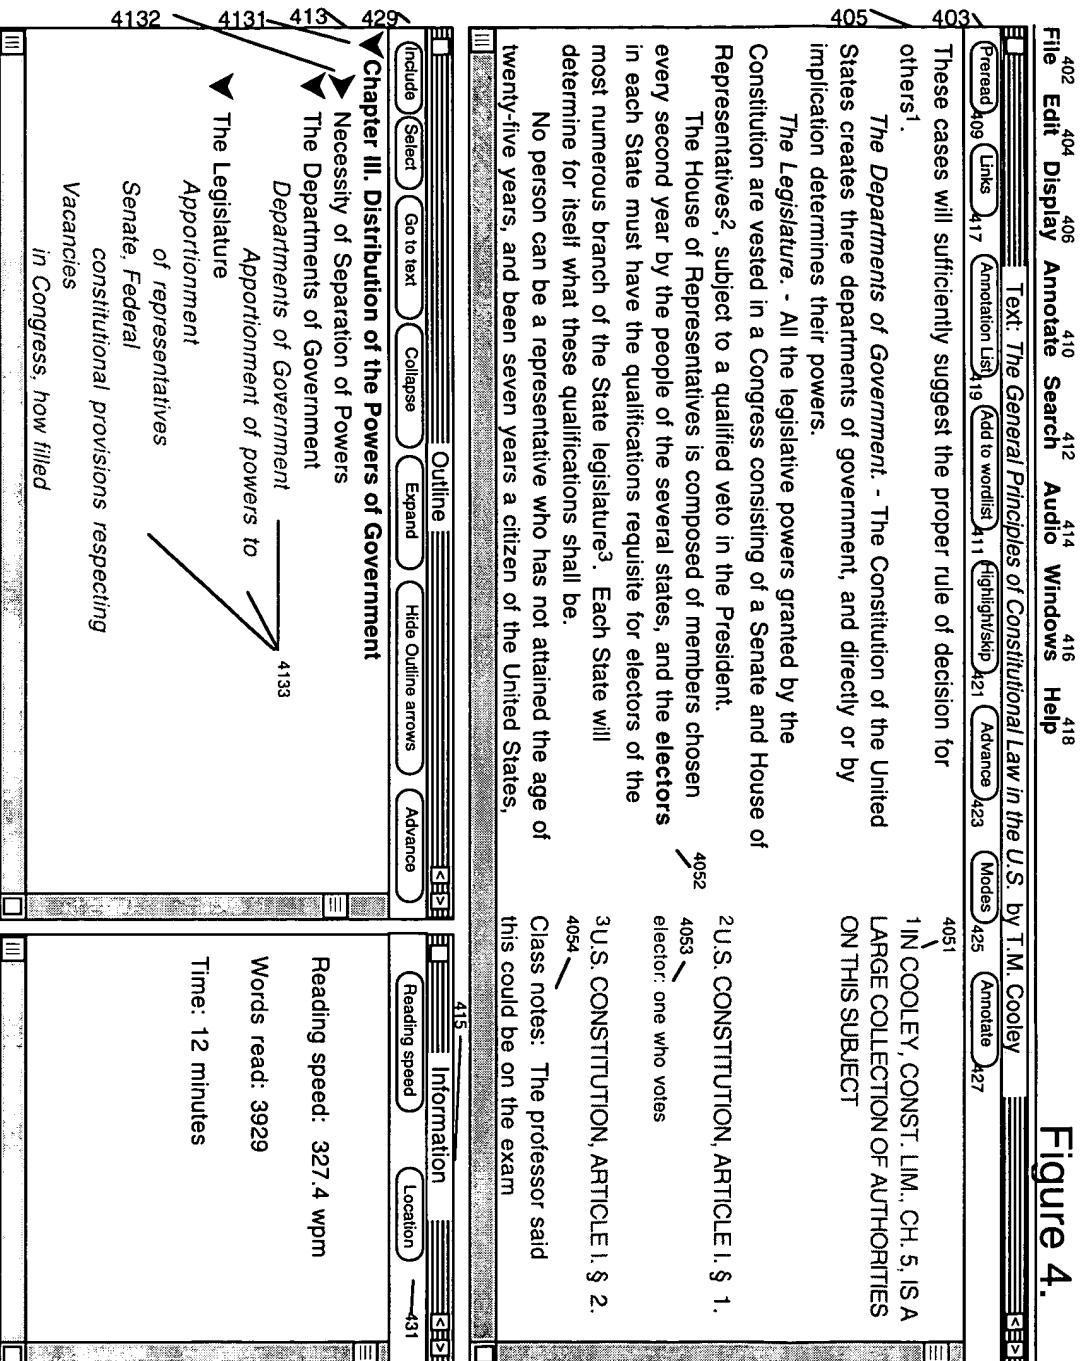 Figure 4.
402 404 406 410 412 414 416 418
File Edit Display Annotate Search Audio Windows Help
403
405
Text: The General Principles of Constitutional Law in the U.S. by T.M. Cooley
Preread 409 Links 417 Annotation List 419 Add to wordlist 411 Highlight/skip 421 Advance 423 Modes 425 Annotate 427
These cases will sufficiently suggest the proper rule of decision for
others1.
The Departments of Government. - The Constitution of the United
States creates three departments of government, and directly or by
implication determines their powers.
The Legislature. - All the legislative powers granted by the
Constitution are vested in a Congress consisting of a Senate and House of
Representatives2, subject to a qualified veto in the President.
The House of Representatives is composed of members chosen
every second year by the people of the several states, and the electors
in each State must have the qualifications requisite for electors of the
most numerous branch of the State legislature3. Each State will
determine for itself what these qualifications shall be.
No person can be a representative who has not attained the age of
twenty-five years, and been seven years a citizen of the United States,
4051
1IN COOLEY, CONST. LIM., CH. 5, IS A
LARGE COLLECTION OF AUTHORITIES
ON THIS SUBJECT
4052
2U.S. CONSTITUTION, ARTICLE I. § 1.
4053
elector: one who votes
3U.S. CONSTITUTION, ARTICLE I. § 2.
4054
Class notes: The professor said
this could be on the exam
429
413
4131
4132
Outline
Include Select Go to text Collapse Expand Hide Outline arrows Advance
Chapter III. Distribution of the Powers of Government
Necessity of Separation of Powers
The Departments of Government
Departments of Government
Apportionment of powers to
The Legislature
Apportionment
of representatives
Senate, Federal
constitutional provisions respecting
Vacancies
in Congress, how filled
4133
415
Information
Reading speed Location 431
Reading speed: 327.4 wpm
Words read: 3929
Time: 12 minutes